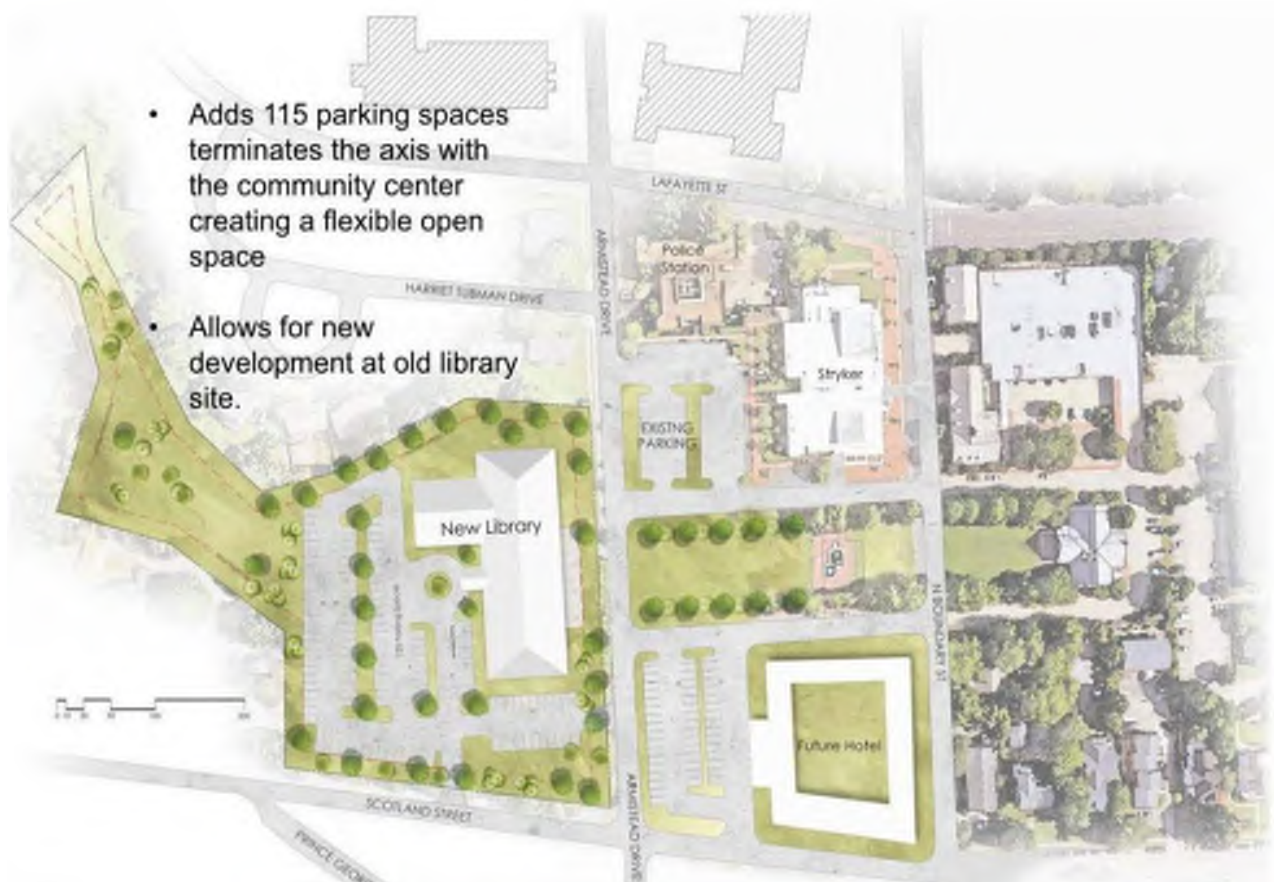 • Adds 115 parking spaces
terminates the axis with
the community center
creating a flexible open
space
• Allows for new
development at old library
site.
LAFAYETTE ST
ARMISTEAD DRIVE
Police
Station
HARRIET TUBMAN DRIVE
Stryker
EXISTNG
PARKING
New Library
N BOUNDARY ST
Future Hotel
SCOTLAND STREET
ARMISTEAD DRIVE
PRINCE GEORG